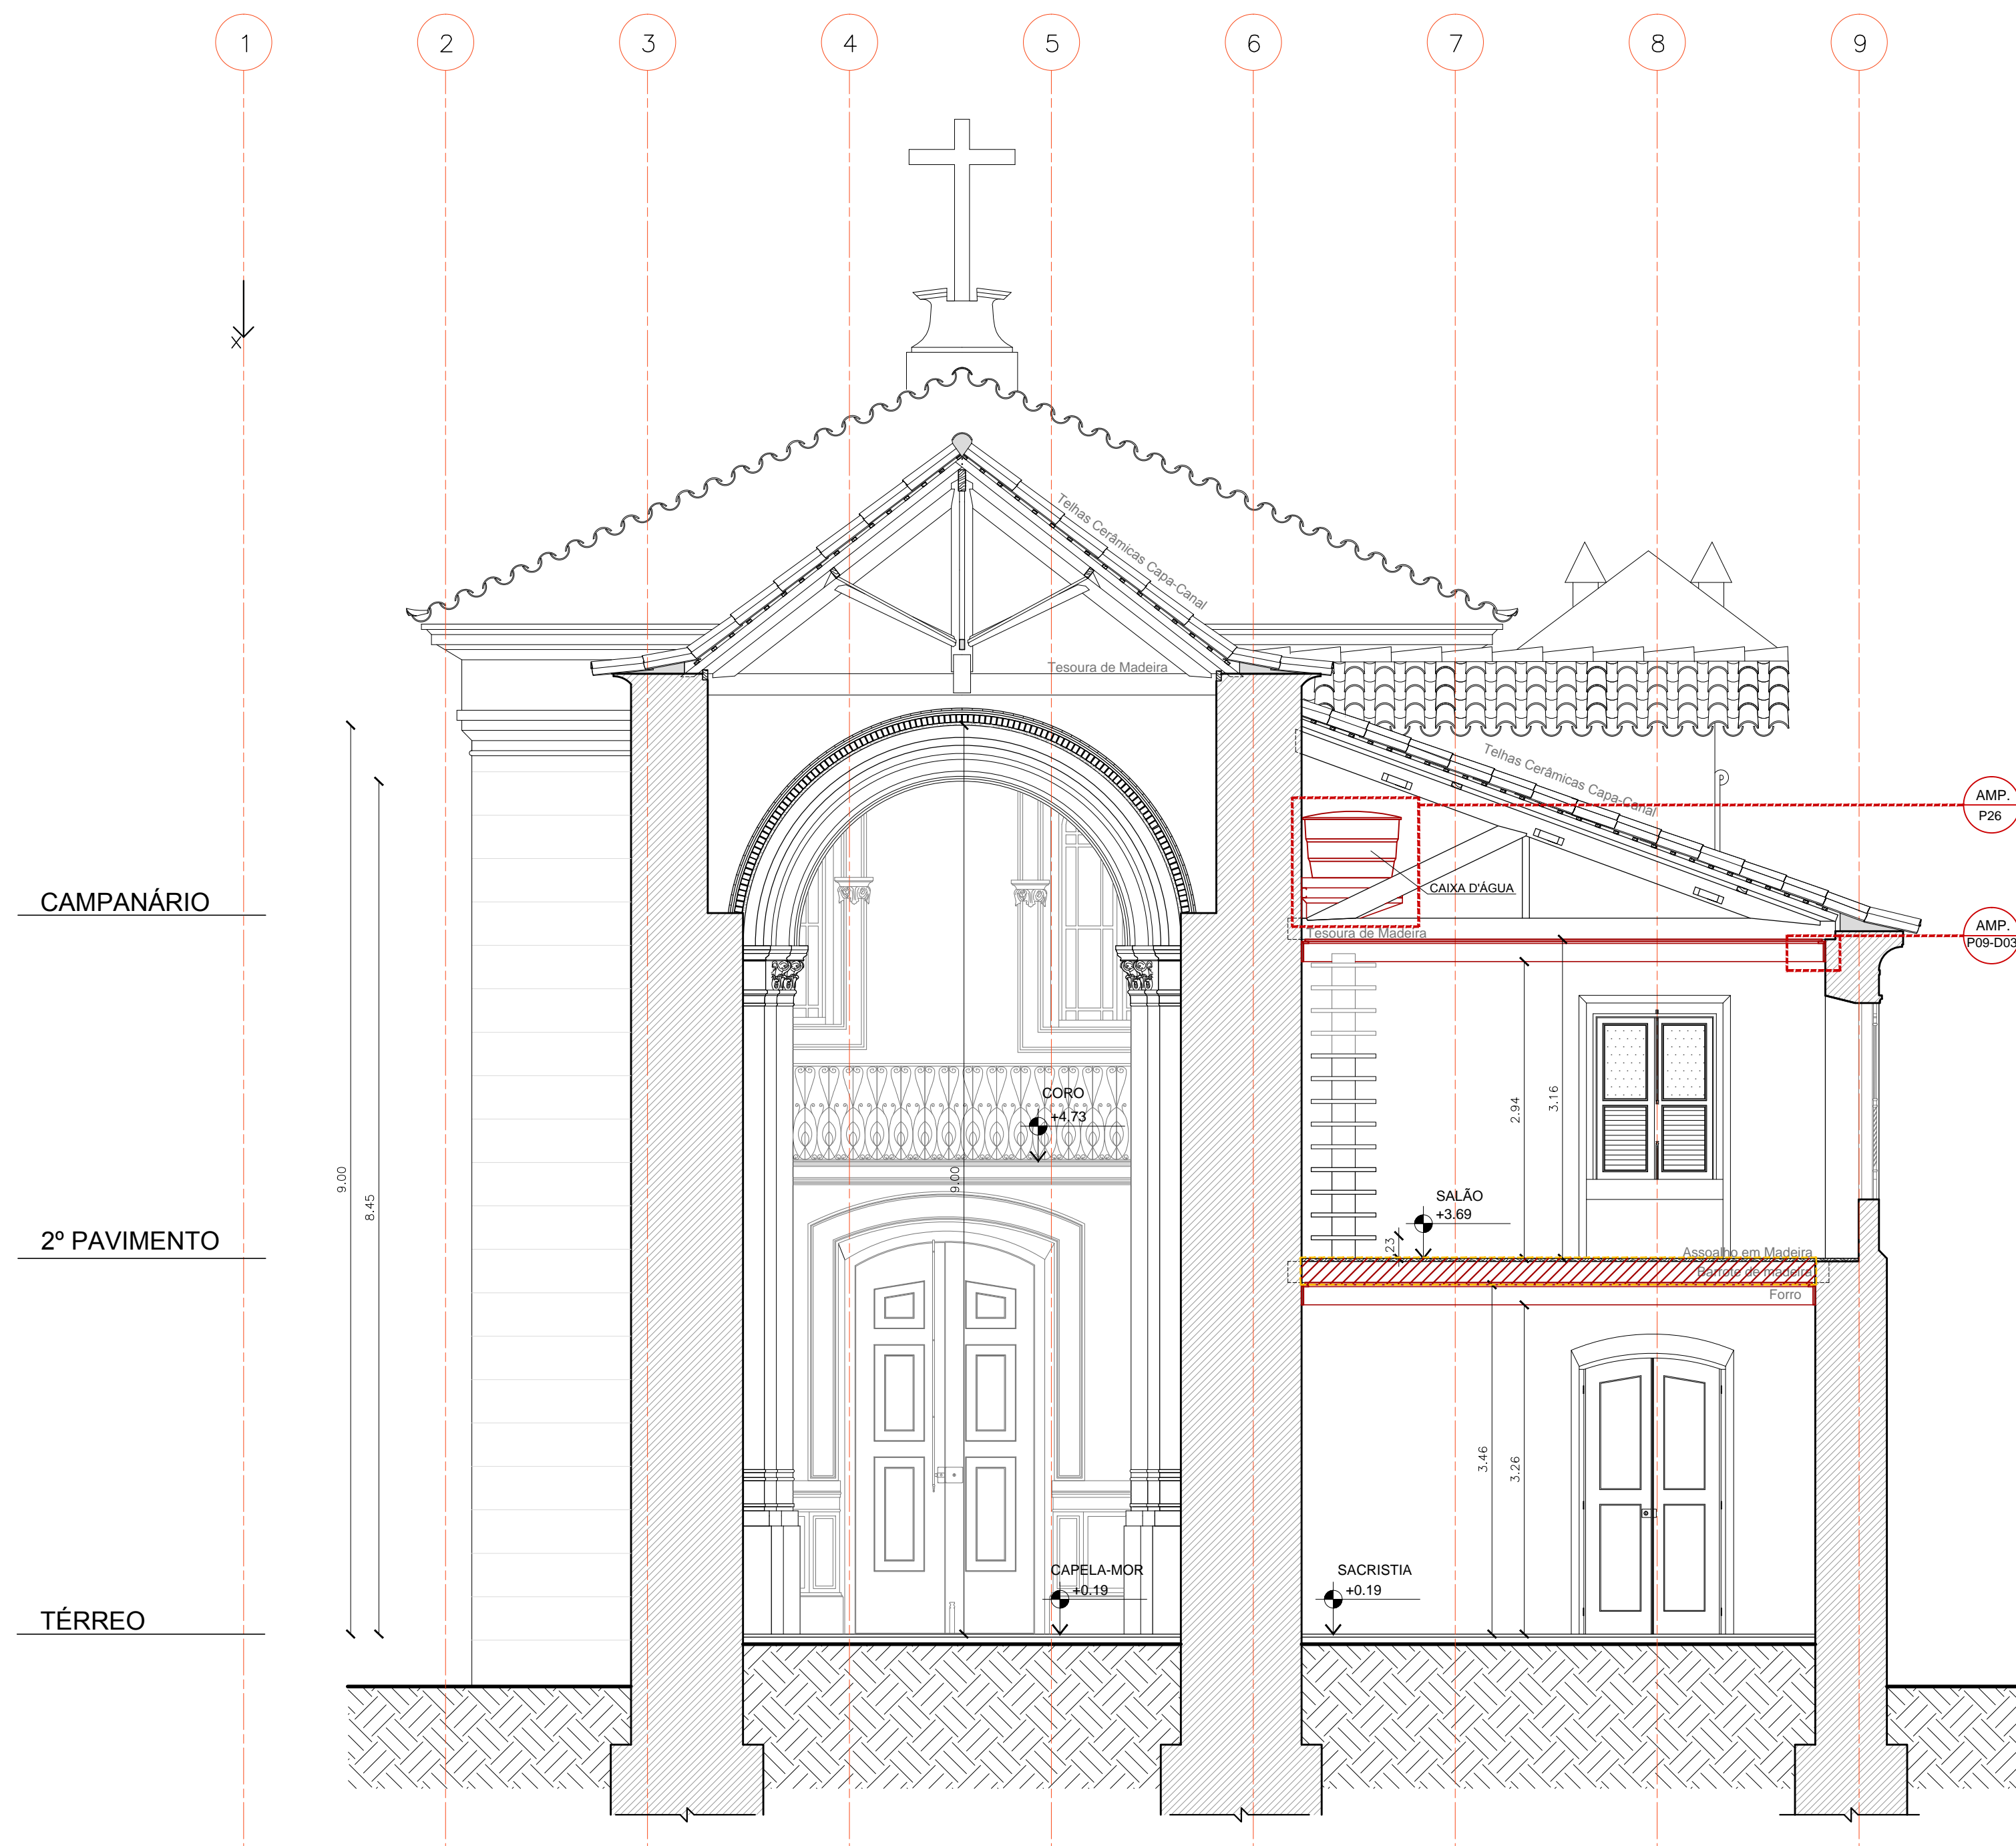 1 2 3 4 5 6 7 8 9
X
Telhas Cerâmicas Capa-Canal
Tesoura de Madeira
Telhas Cerâmicas Capa-Canal
AMP.
P26
CAIXA D'ÁGUA
CAMPANÁRIO
AMP.
P09-D03
Tesoura de Madeira
CORO
+4.73
2.94
3.16
9.00
8.45
9.00
SALÃO
+3.69
2º PAVIMENTO
.23
Assoalho em Madeira
Barrote de madeira
Forro
3.46
3.26
CAPELA-MOR
+0.19
SACRISTIA
+0.19
TÉRREO